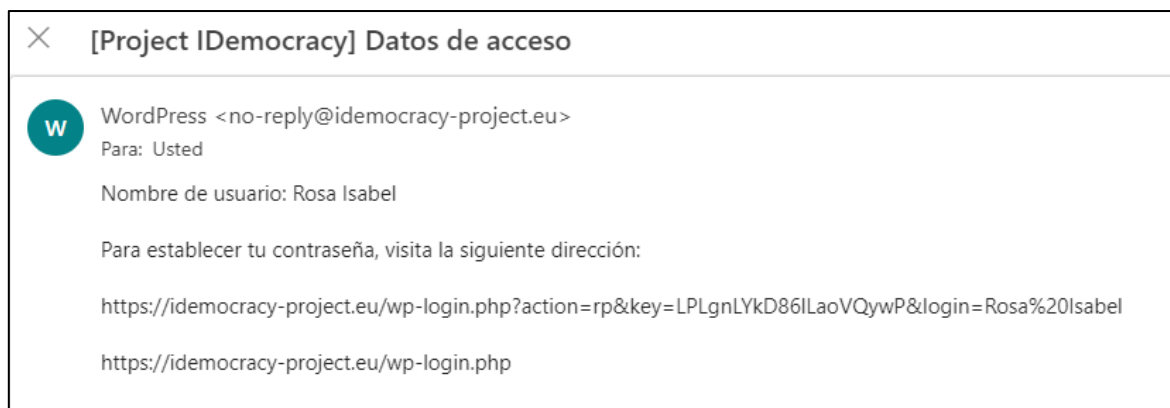 [Project IDemocracy] Datos de acceso
W
WordPress <no-reply@idemocracy-project.eu>
Para: Usted
Nombre de usuario: Rosa Isabel
Para establecer tu contraseña, visita la siguiente dirección:
https://idemocracy-project.eu/wp-login.php?action=rp&key=LPLgnLYkD86lLaoVQywP&login=Rosa%20Isabel
https://idemocracy-project.eu/wp-login.php